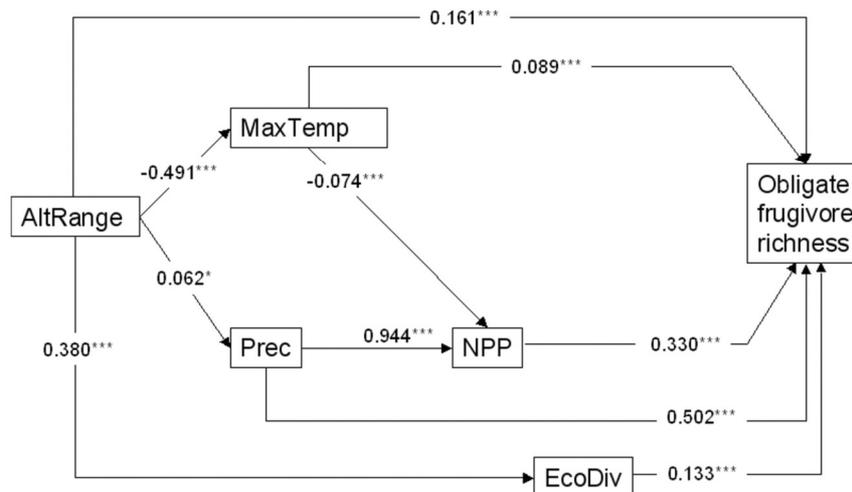 0.161***
0.089***
MaxTemp
-0.491***
-0.074***
Obligate
frugivore
richness
AltRange
0.062*
0.380***
Prec
0.944***
NPP
0.330***
0.502***
EcoDiv
0.133***